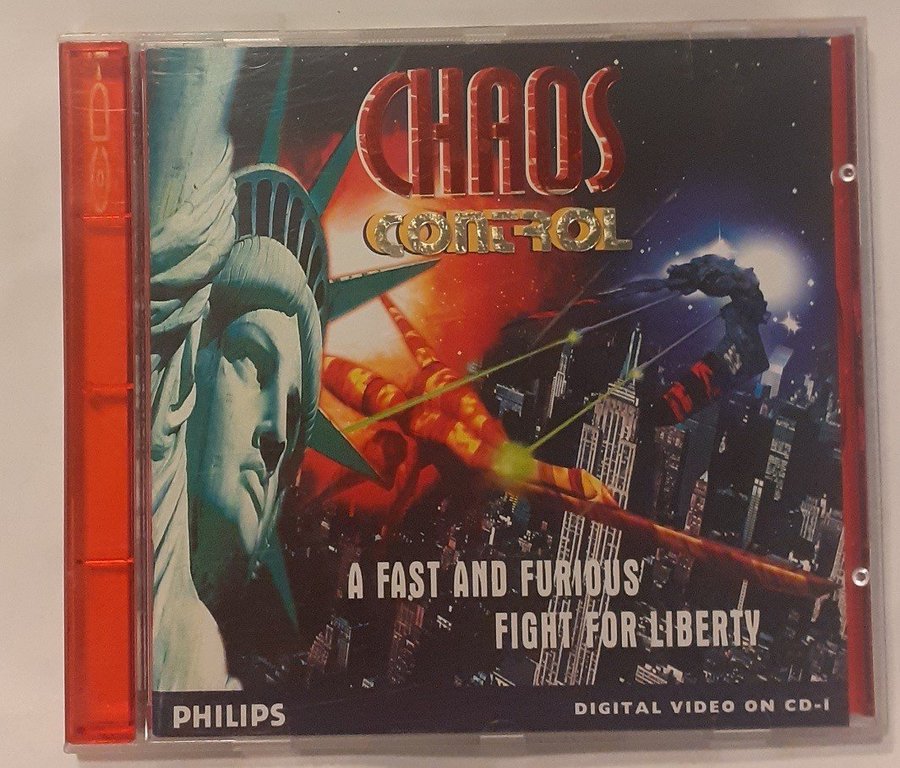 CHAOS
CONTROL
A FAST AND FURIOUS
FIGHT FOR LIBERTY
PHILIPS
DIGITAL VIDEO ON CD-i